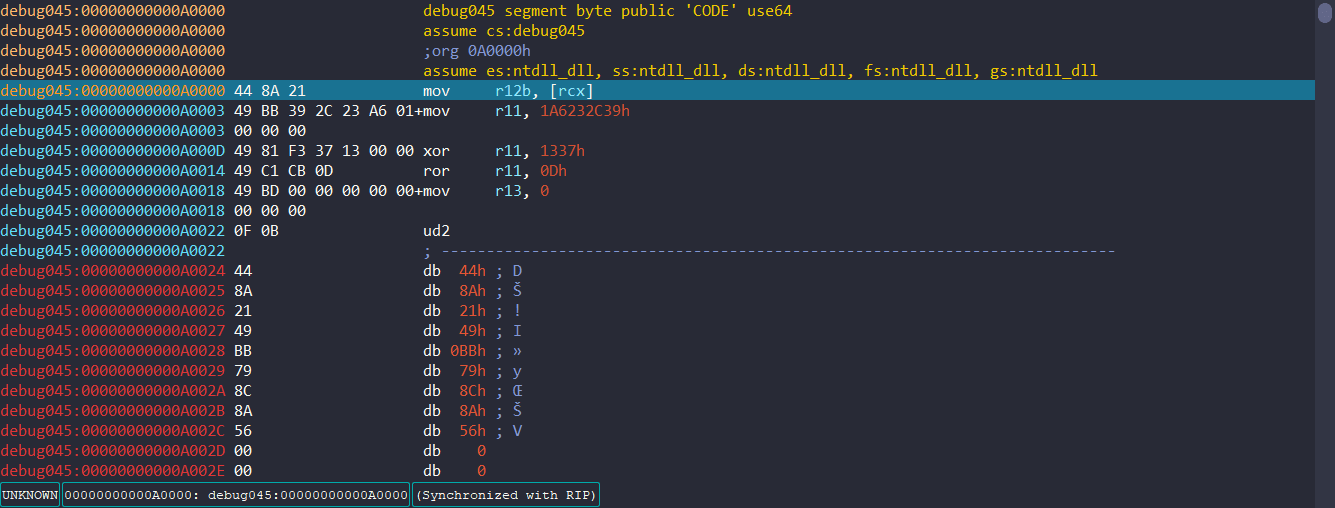 debug045:00000000000A0000 debug045 segment byte public 'CODE' use64
debug045:00000000000A0000 assume cs:debug045
debug045:00000000000A0000 ;org 0A0000h
debug045:00000000000A0000 assume es:ntdll_dll, ss:ntdll_dll, ds:ntdll_dll, fs:ntdll_dll, gs:ntdll_dll
debug045:00000000000A0000 44 8A 21 mov r12b, [rcx]
debug045:00000000000A0003 49 BB 39 2C 23 A6 01+mov r11, 1A6232C39h
debug045:00000000000A0003 00 00 00
debug045:00000000000A000D 49 81 F3 37 13 00 00 xor r11, 1337h
debug045:00000000000A0014 49 C1 CB 0D ror r11, 0Dh
debug045:00000000000A0018 49 BD 00 00 00 00 00+mov r13, 0
debug045:00000000000A0018 00 00 00
debug045:00000000000A0022 0F 0B ud2
debug045:00000000000A0022 ; ---------------------------------------------------------------------------
debug045:00000000000A0024 44 db 44h ; D
debug045:00000000000A0025 8A db 8Ah ; Š
debug045:00000000000A0026 21 db 21h ; !
debug045:00000000000A0027 49 db 49h ; I
debug045:00000000000A0028 BB db 0BBh ; »
debug045:00000000000A0029 79 db 79h ; y
debug045:00000000000A002A 8C db 8Ch ; Œ
debug045:00000000000A002B 8A db 8Ah ; Š
debug045:00000000000A002C 56 db 56h ; V
debug045:00000000000A002D 00 db 0
debug045:00000000000A002E 00 db 0
UNKNOWN 00000000000A0000: debug045:00000000000A0000 (Synchronized with RIP)